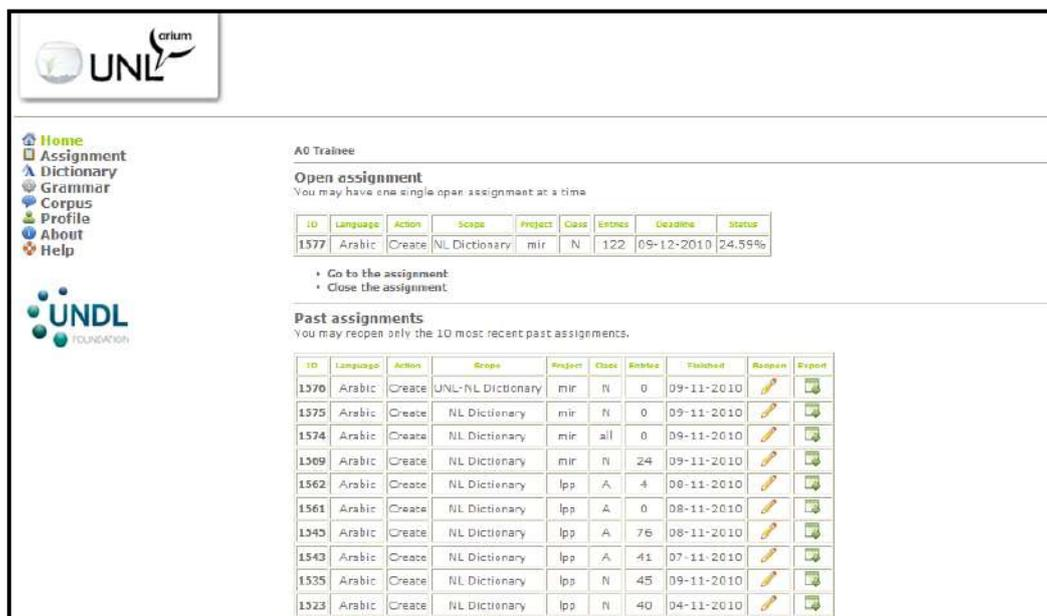 UNL arium
Home
Assignment
Dictionary
Grammar
Corpus
Profile
About
Help
UNDL
FOUNDATION
A0 Trainee
Open assignment
You may have one single open assignment at a time
ID Language Action Scope Project Class Entries Deadline Status
1577 Arabic Create NL Dictionary mir N 122 09-12-2010 24.59%
Go to the assignment
Close the assignment
Past assignments
You may reopen only the 10 most recent past assignments.
ID Language Action Scope Project Class Entries Finished Reopen Export
1576 Arabic Create UNL-NL Dictionary mir N 0 09-11-2010
1575 Arabic Create NL Dictionary mir N 0 09-11-2010
1574 Arabic Create NL Dictionary mir all 0 09-11-2010
1569 Arabic Create NL Dictionary mir N 24 09-11-2010
1562 Arabic Create NL Dictionary lpp A 4 08-11-2010
1561 Arabic Create NL Dictionary lpp A 0 08-11-2010
1545 Arabic Create NL Dictionary lpp A 76 08-11-2010
1543 Arabic Create NL Dictionary lpp A 41 07-11-2010
1535 Arabic Create NL Dictionary lpp N 45 09-11-2010
1523 Arabic Create NL Dictionary lpp N 40 04-11-2010